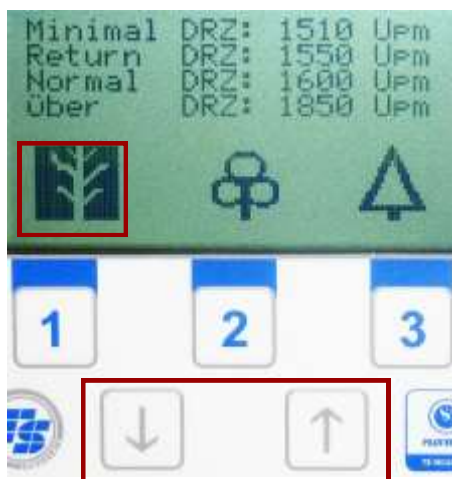 Minimal DRZ: 1510 Upm
Return DRZ: 1550 Upm
Normal DRZ: 1600 Upm
über DRZ: 1850 Upm
1 2 3